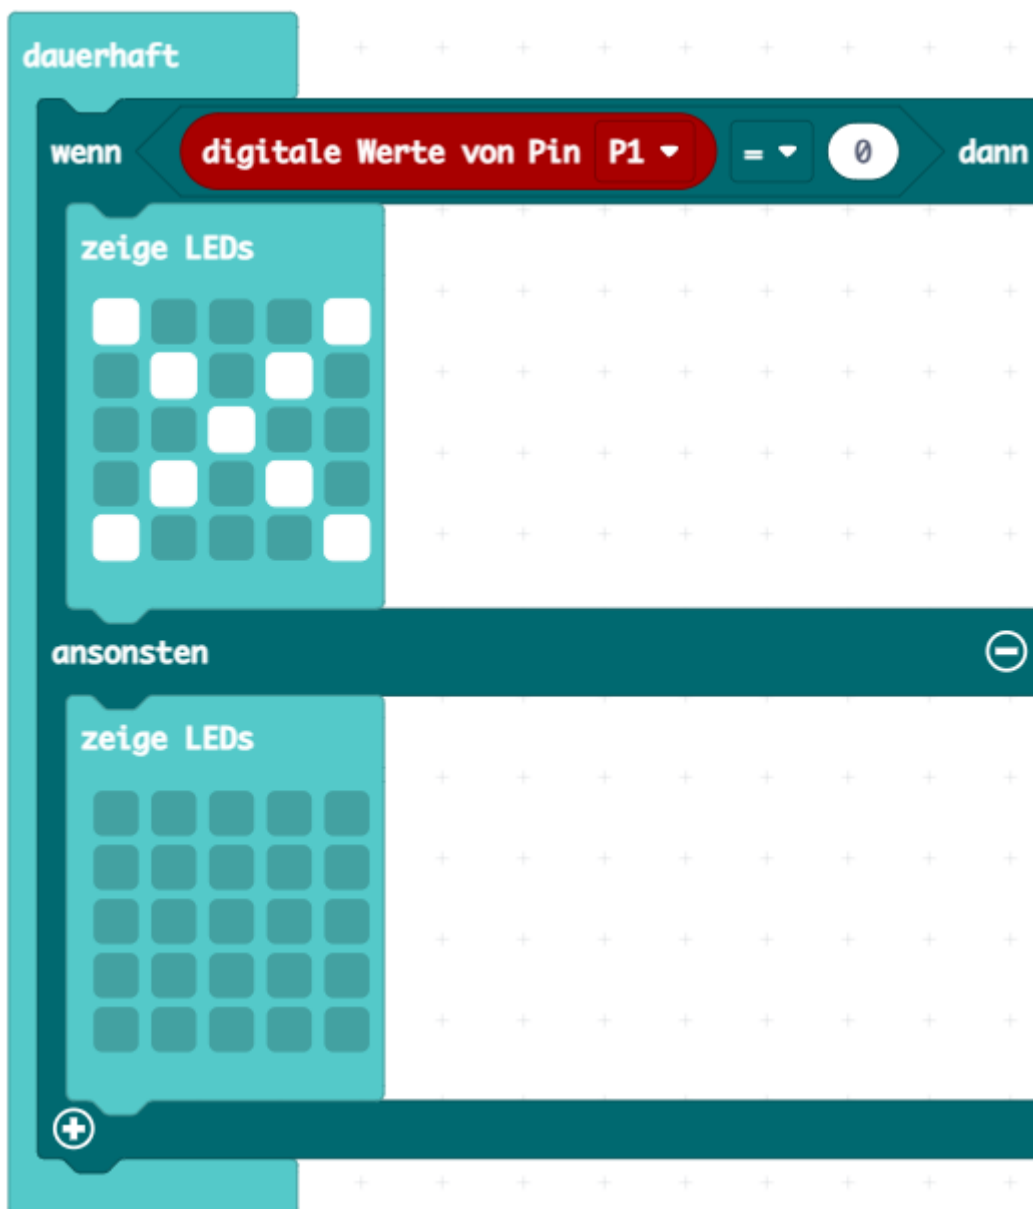 dauerhaft
wenn digitale Werte von Pin P1 = 0 dann
zeige LEDs
ansonsten
zeige LEDs